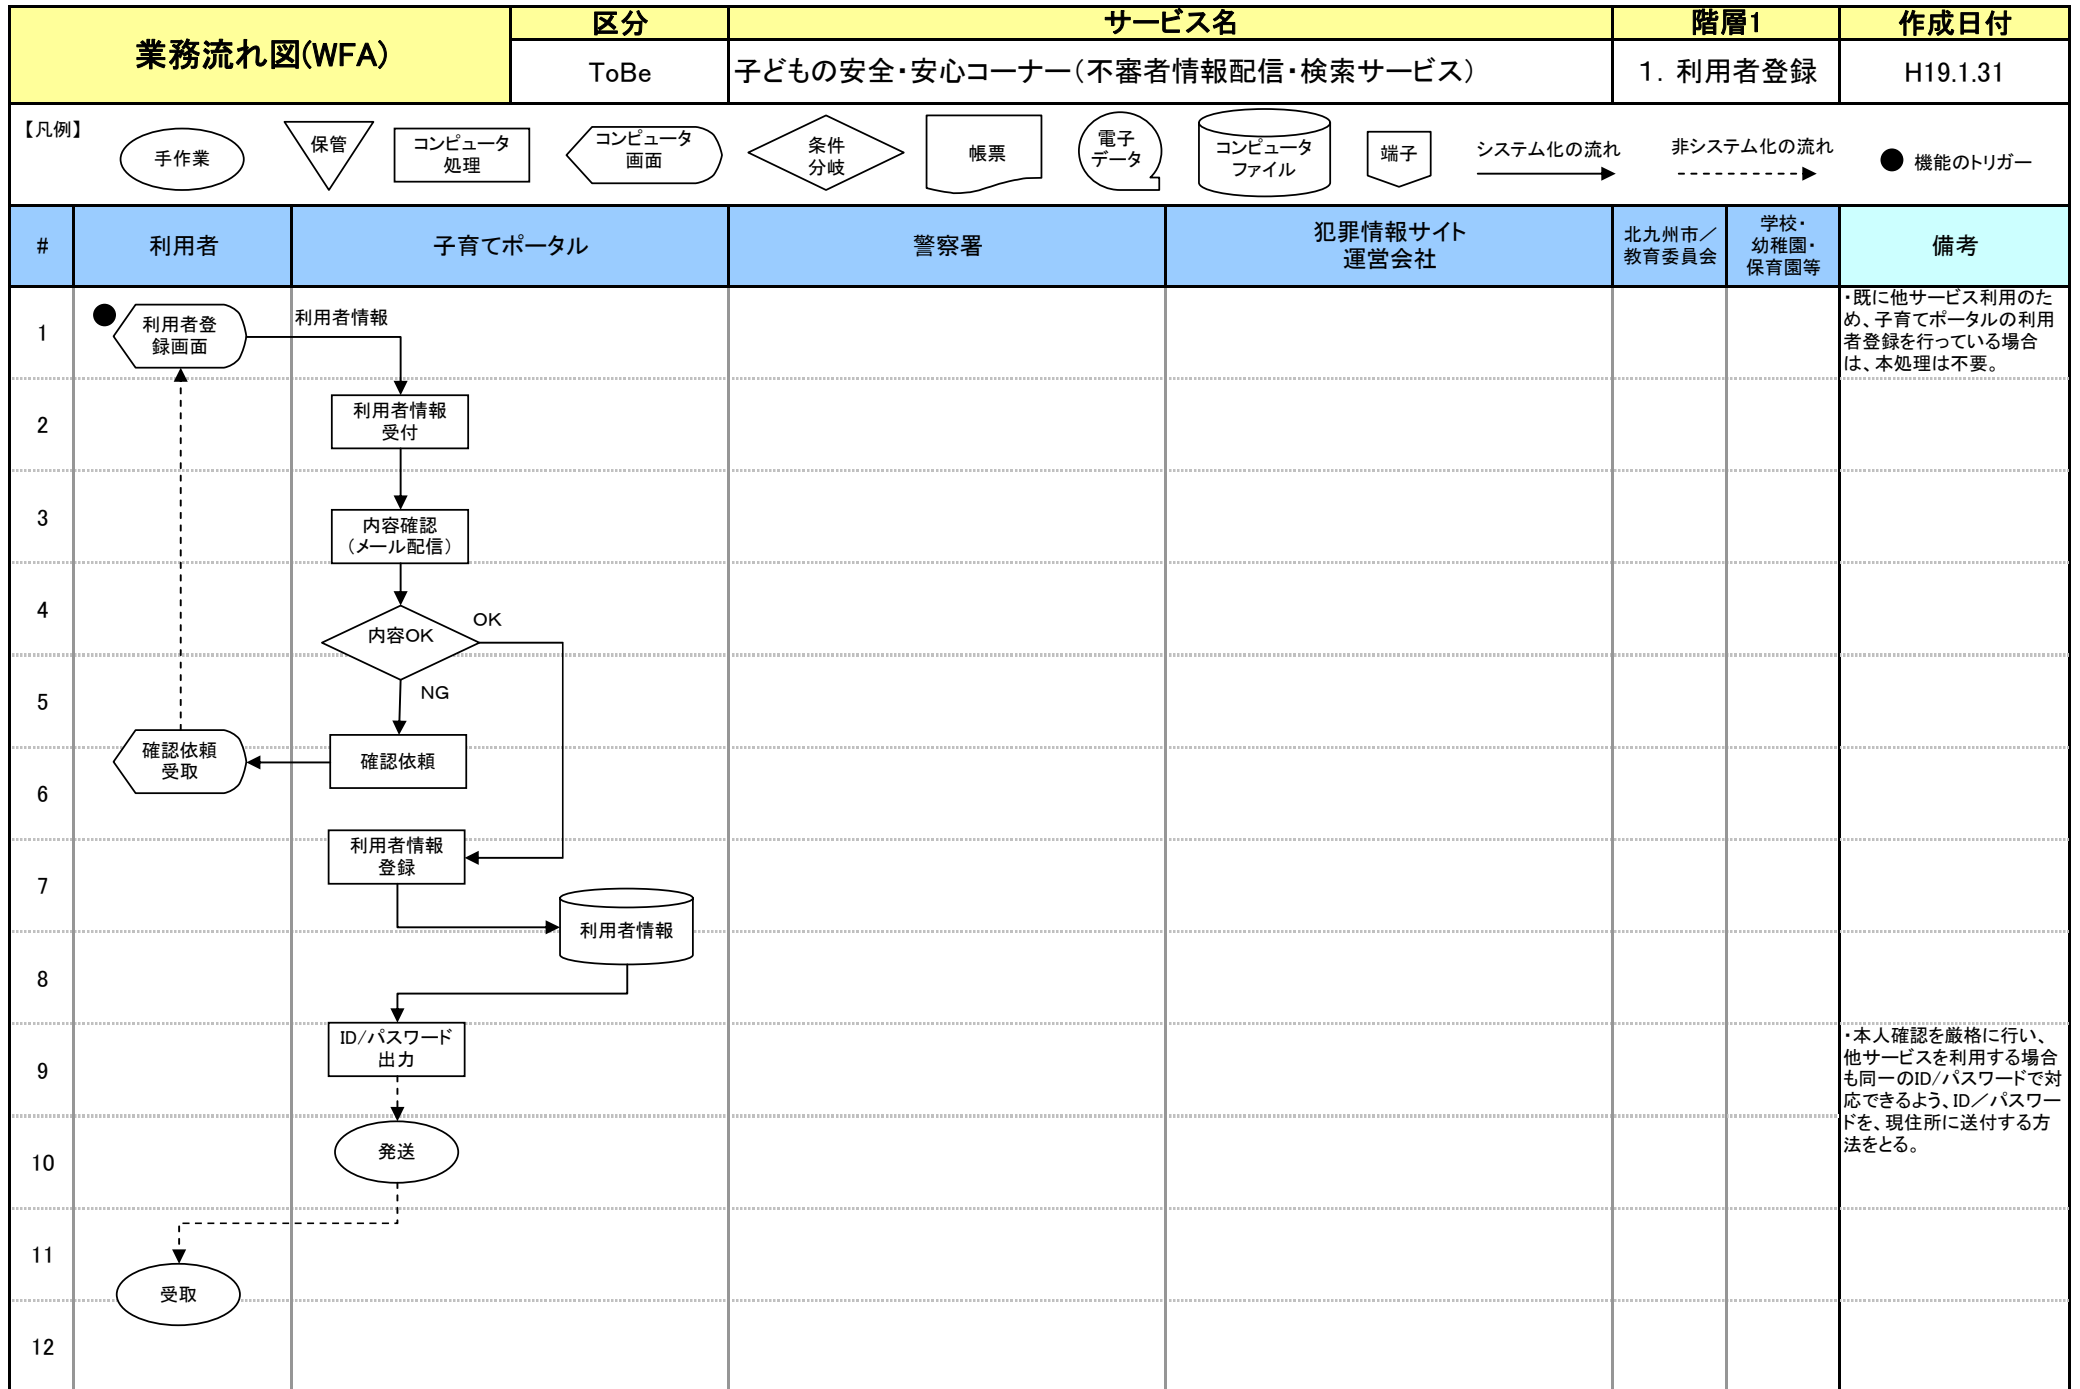 業務流れ図(WFA)
区分
サービス名
階層1
作成日付
ToBe
子どもの安全・安心コーナー（不審者情報配信・検索サービス）
1．利用者登録
H19.1.31
【凡例】
手作業
保管
コンピュータ
処理
コンピュータ
画面
条件
分岐
帳票
電子
データ
コンピュータ
ファイル
端子
システム化の流れ
非システム化の流れ
機能のトリガー
#
利用者
子育てポータル
警察署
犯罪情報サイト
運営会社
北九州市／
教育委員会
学校・
幼稚園・
保育園等
備考
1
利用者登
録画面
利用者情報
・既に他サービス利用のた
め、子育てポータルの利用
者登録を行っている場合
は、本処理は不要。
2
利用者情報
受付
3
内容確認
（メール配信）
4
内容OK
OK
5
NG
確認依頼
受取
確認依頼
6
利用者情報
登録
7
利用者情報
8
ID/パスワード
出力
9
・本人確認を厳格に行い、
他サービスを利用する場合
も同一のID/パスワードで対
応できるよう、ID／パスワー
ドを、現住所に送付する方
法をとる。
発送
10
11
受取
12